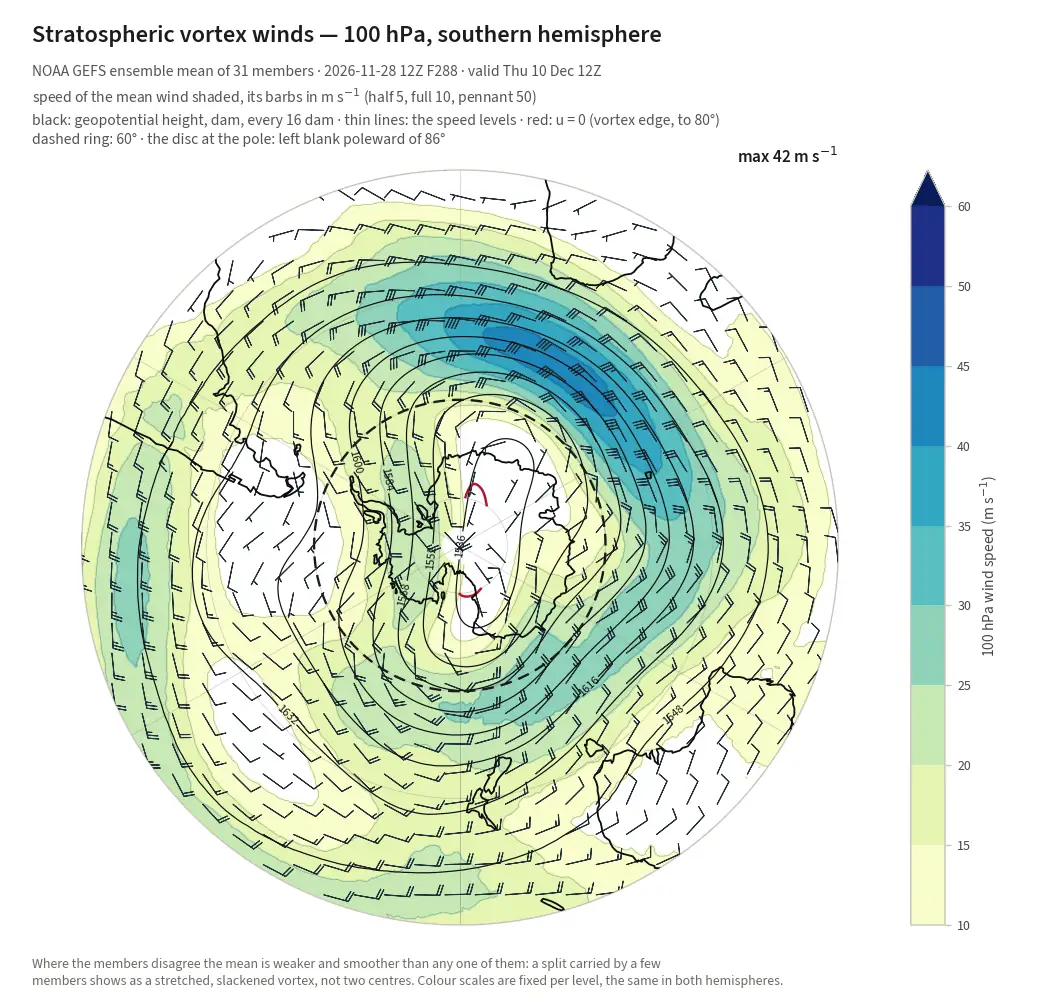 Stratospheric vortex winds — 100 hPa, southern hemisphere
NOAA GEFS ensemble mean of 31 members · 2026-11-28 12Z F288 · valid Thu 10 Dec 12Z
speed of the mean wind shaded, its barbs in m s⁻¹ (half 5, full 10, pennant 50)
black: geopotential height, dam, every 16 dam · thin lines: the speed levels · red: u = 0 (vortex edge, to 80°)
dashed ring: 60° · the disc at the pole: left blank poleward of 86°
max 42 m s⁻¹
60
50
45
40
35
30
25
20
15
10
100 hPa wind speed (m s⁻¹)
1600
1584
1552
1536
1568
1616
1632
1648
Where the members disagree the mean is weaker and smoother than any one of them: a split carried by a few
members shows as a stretched, slackened vortex, not two centres. Colour scales are fixed per level, the same in both hemispheres.